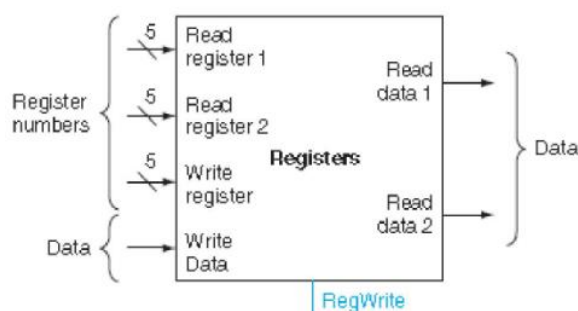 5
Read
register 1
5
Read
register 2
5
Write
register
Write
Data
Register
numbers
Data
Registers
Read
data 1
Read
data 2
Data
RegWrite